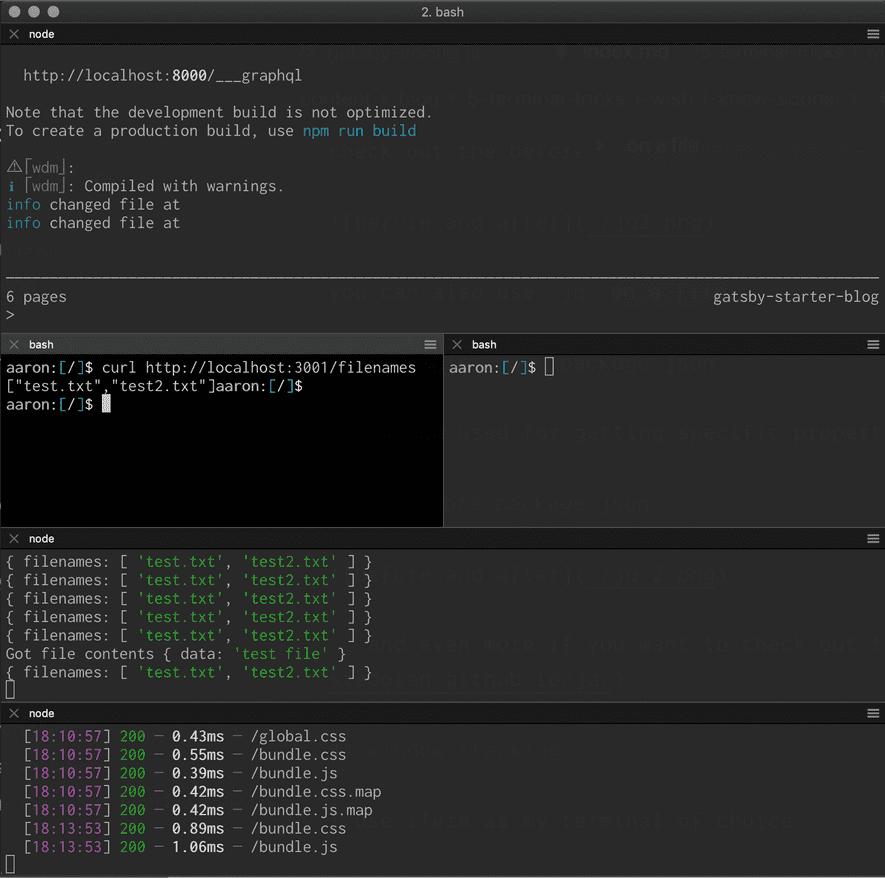 2. bash
node
http://localhost:8000/___graphql
Note that the development build is not optimized.
To create a production build, use npm run build
⚠ ｢wdm｣:
ℹ ｢wdm｣: Compiled with warnings.
info changed file at
info changed file at
6 pages gatsby-starter-blog
>
bash
aaron:[/]$ curl http://localhost:3001/filenames
["test.txt","test2.txt"]aaron:[/]$
aaron:[/]$
bash
aaron:[/]$
node
{ filenames: [ 'test.txt', 'test2.txt' ] }
{ filenames: [ 'test.txt', 'test2.txt' ] }
{ filenames: [ 'test.txt', 'test2.txt' ] }
{ filenames: [ 'test.txt', 'test2.txt' ] }
{ filenames: [ 'test.txt', 'test2.txt' ] }
Got file contents { data: 'test file' }
{ filenames: [ 'test.txt', 'test2.txt' ] }
node
[18:10:57] 200 — 0.43ms — /global.css
[18:10:57] 200 — 0.55ms — /bundle.css
[18:10:57] 200 — 0.39ms — /bundle.js
[18:10:57] 200 — 0.42ms — /bundle.css.map
[18:10:57] 200 — 0.42ms — /bundle.js.map
[18:13:53] 200 — 0.89ms — /bundle.css
[18:13:53] 200 — 1.06ms — /bundle.js